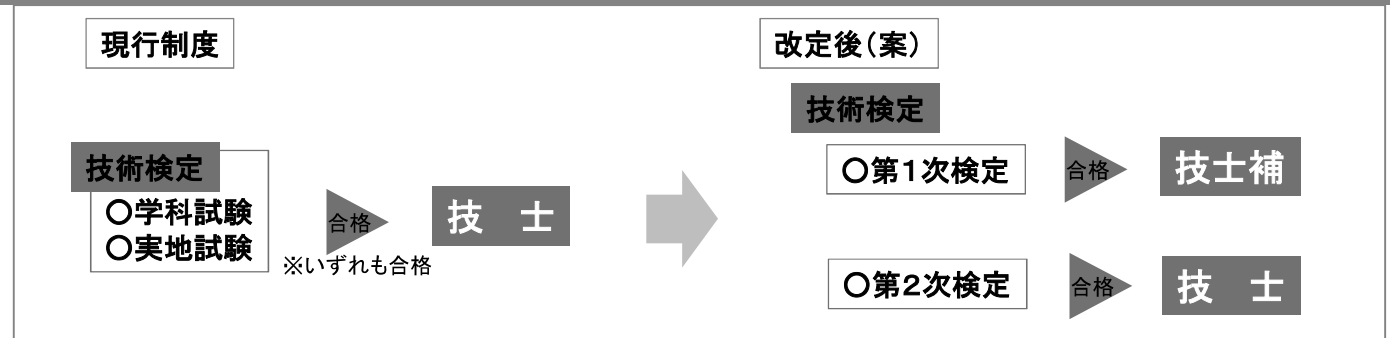 現行制度
技術検定
○学科試験
○実地試験
合格
※いずれも合格
技　士
改定後（案）
技術検定
○第１次検定
合格
技士補
○第２次検定
合格
技　士